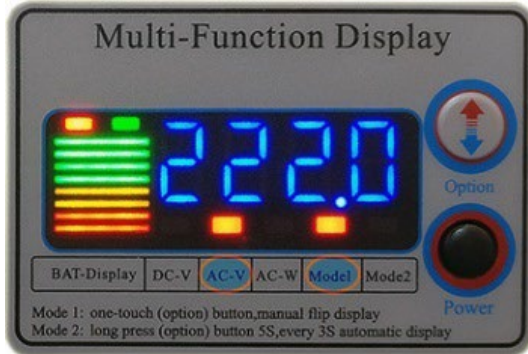 Multi-Function Display
222.0
Option
BAT-Display DC-V AC-V AC-W Mode1 Mode2
Power
Mode 1: one-touch (option) button,manual flip display
Mode 2: long press (option) button 5S,every 3S automatic display